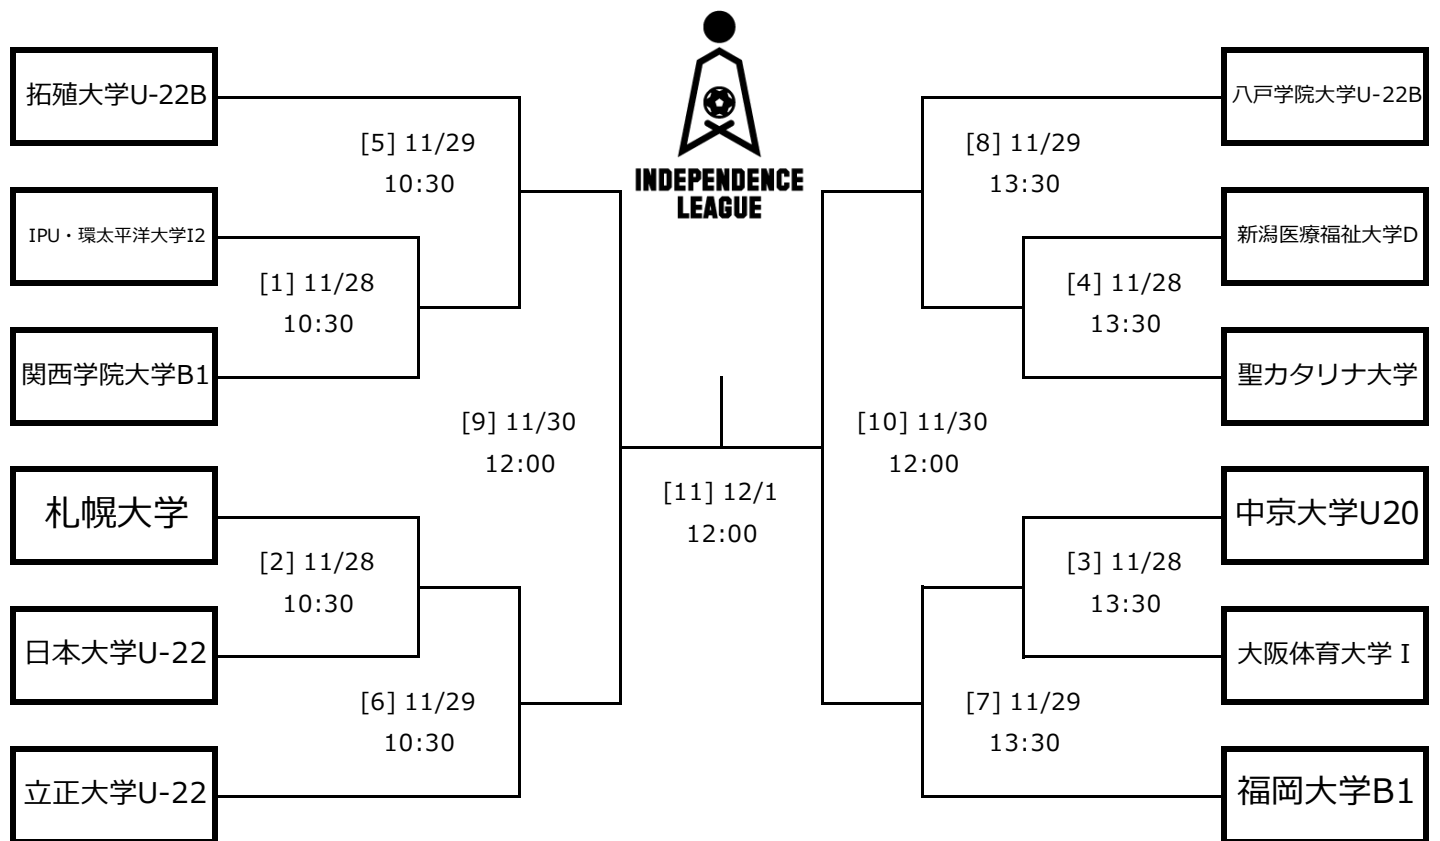 拓殖大学U-22B
IPU・環太平洋大学I2
関西学院大学B1
札幌大学
日本大学U-22
立正大学U-22
[5] 11/29
10:30
[1] 11/28
10:30
[9] 11/30
12:00
[2] 11/28
10:30
[6] 11/29
10:30
INDEPENDENCE
LEAGUE
[11] 12/1
12:00
[8] 11/29
13:30
[4] 11/28
13:30
[10] 11/30
12:00
[3] 11/28
13:30
[7] 11/29
13:30
八戸学院大学U-22B
新潟医療福祉大学D
聖カタリナ大学
中京大学U20
大阪体育大学 I
福岡大学B1